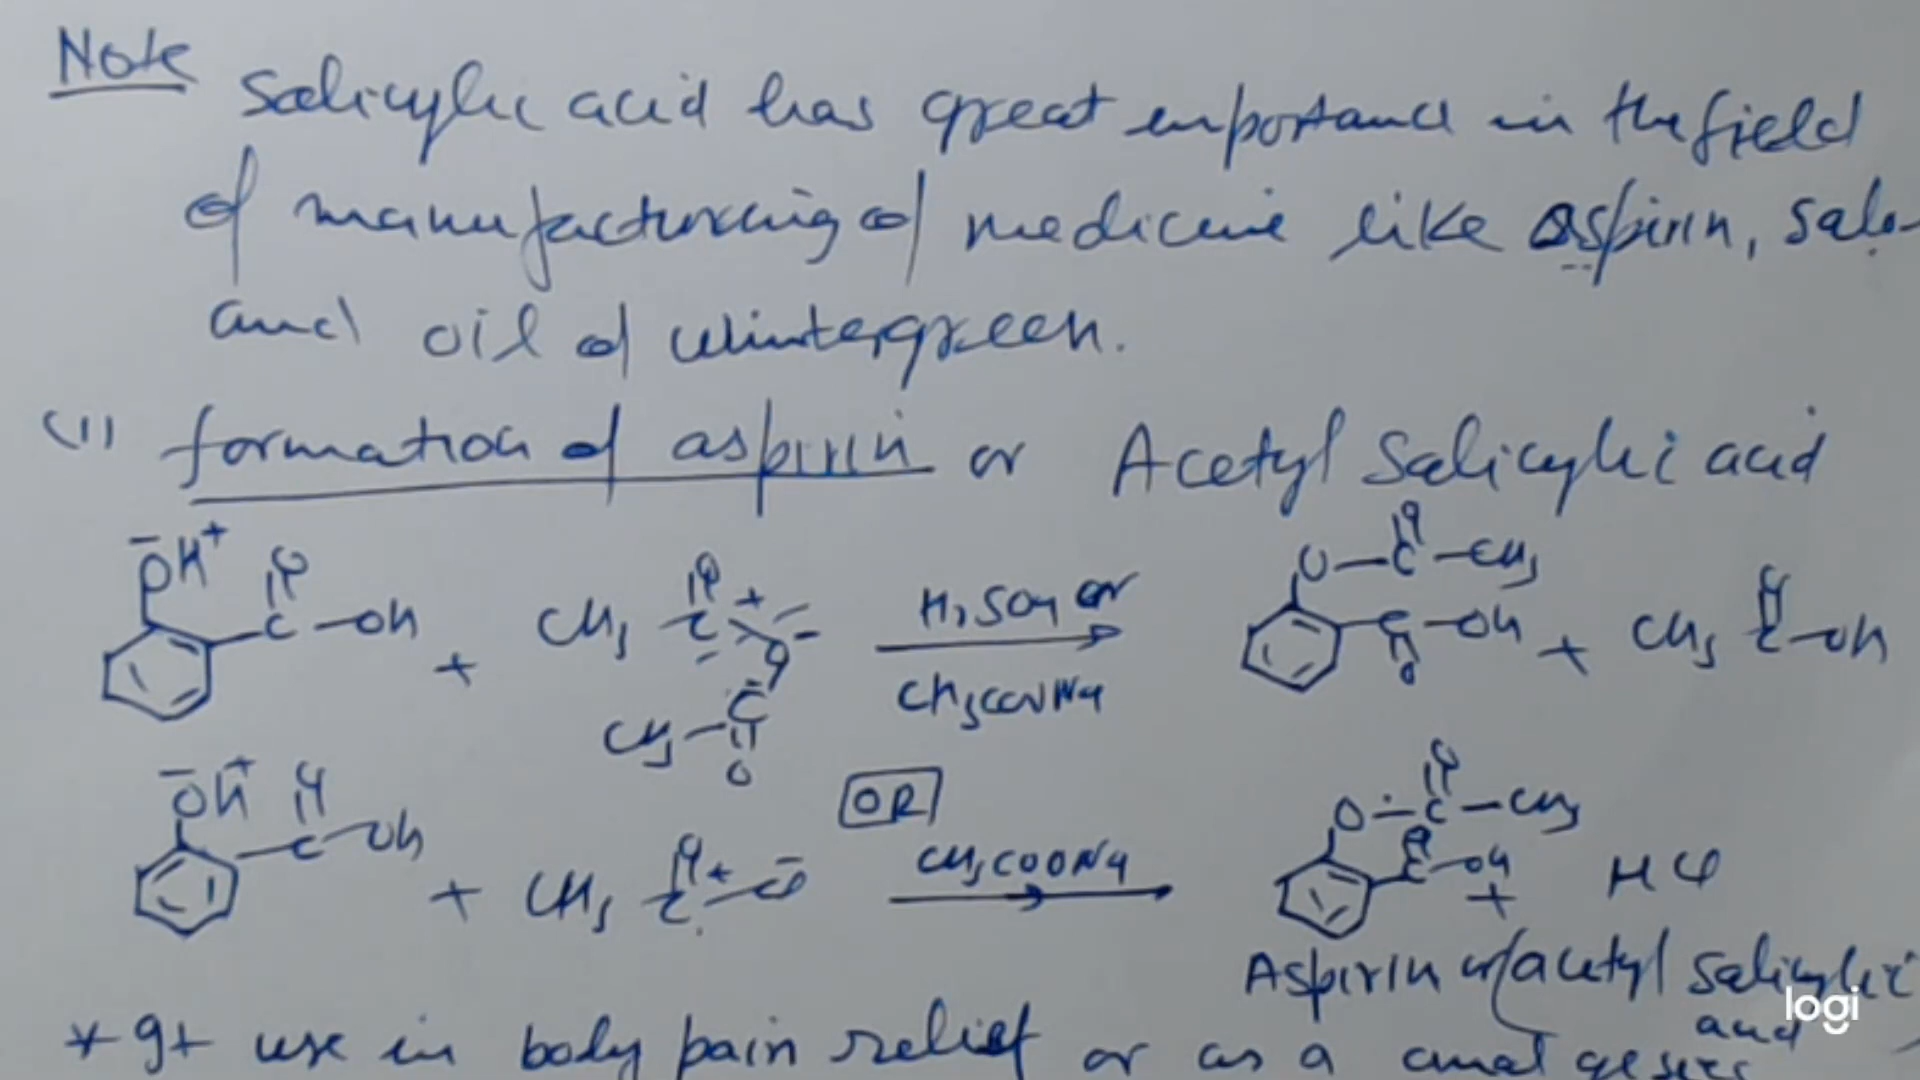 Note
Salicylic acid has great importance in the field
of manufacturing of medicine like aspirin, Salo-
and oil of wintergreen.
(1) formation of aspirin or Acetyl Salicylic acid
OH+ O
C-OH + CH3 C O C CH3 O
H2SO4 or
CH3COONa
O-C-CH3 O
C-OH O + CH3 C-OH O
OR
OH+ O
C OH + CH3 C+ Cl
CH3COONa
O-C-CH3 O
C-OH O + HCl
Aspirin or acetyl salicylic
acid
* It use in body pain relief or as a
logi